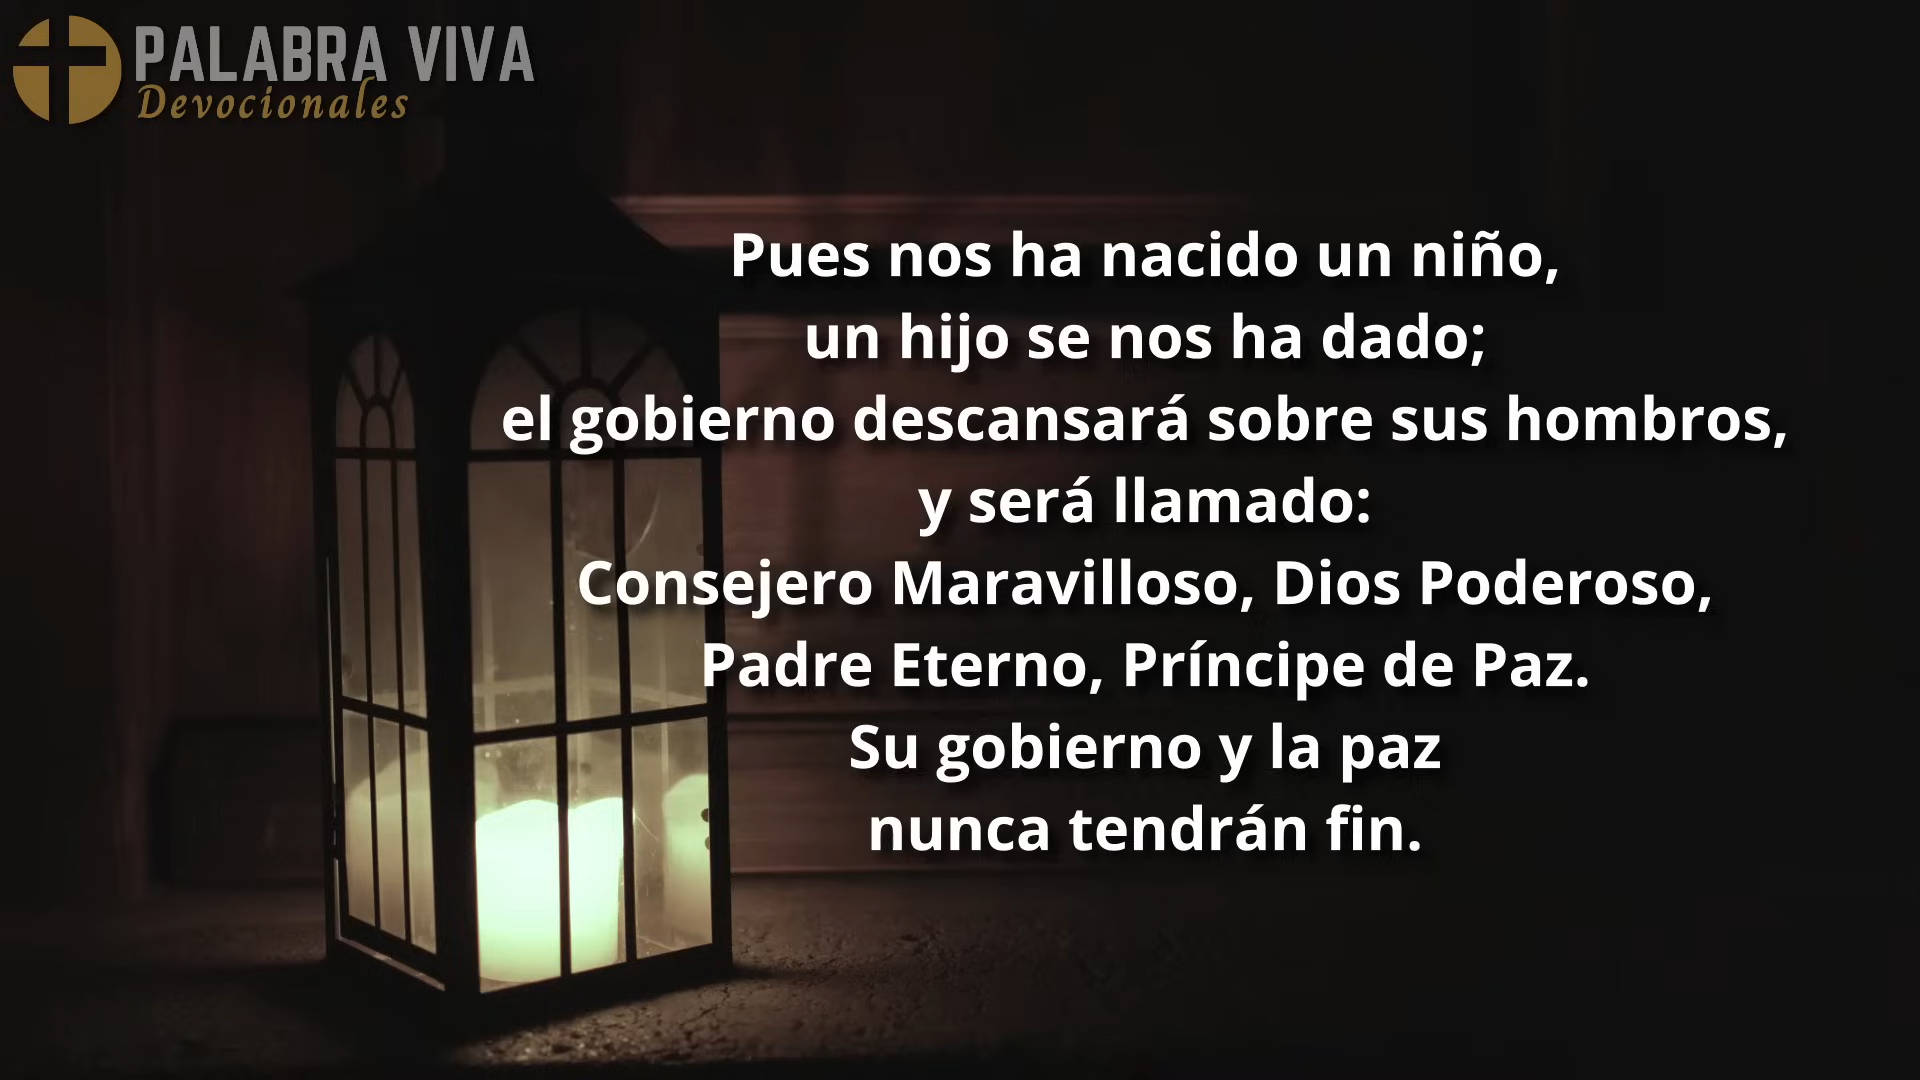 PALABRA VIVA
Devocionales
Pues nos ha nacido un niño,
un hijo se nos ha dado;
el gobierno descansará sobre sus hombros,
y será llamado:
Consejero Maravilloso, Dios Poderoso,
Padre Eterno, Príncipe de Paz.
Su gobierno y la paz
nunca tendrán fin.